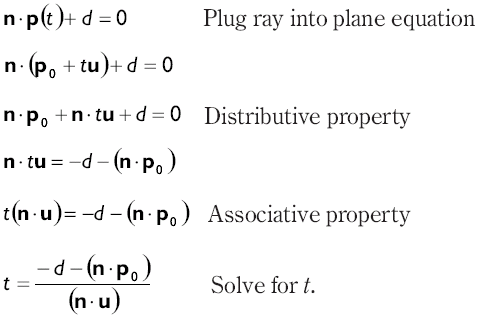 n · p(t)+ d = 0 Plug ray into plane equation
n · (p₀ + tu)+ d = 0
n · p₀ + n · tu + d = 0 Distributive property
n · tu = −d − (n · p₀)
t(n · u)= −d − (n · p₀) Associative property
t = (−d − (n · p₀))/(n · u) Solve for t.